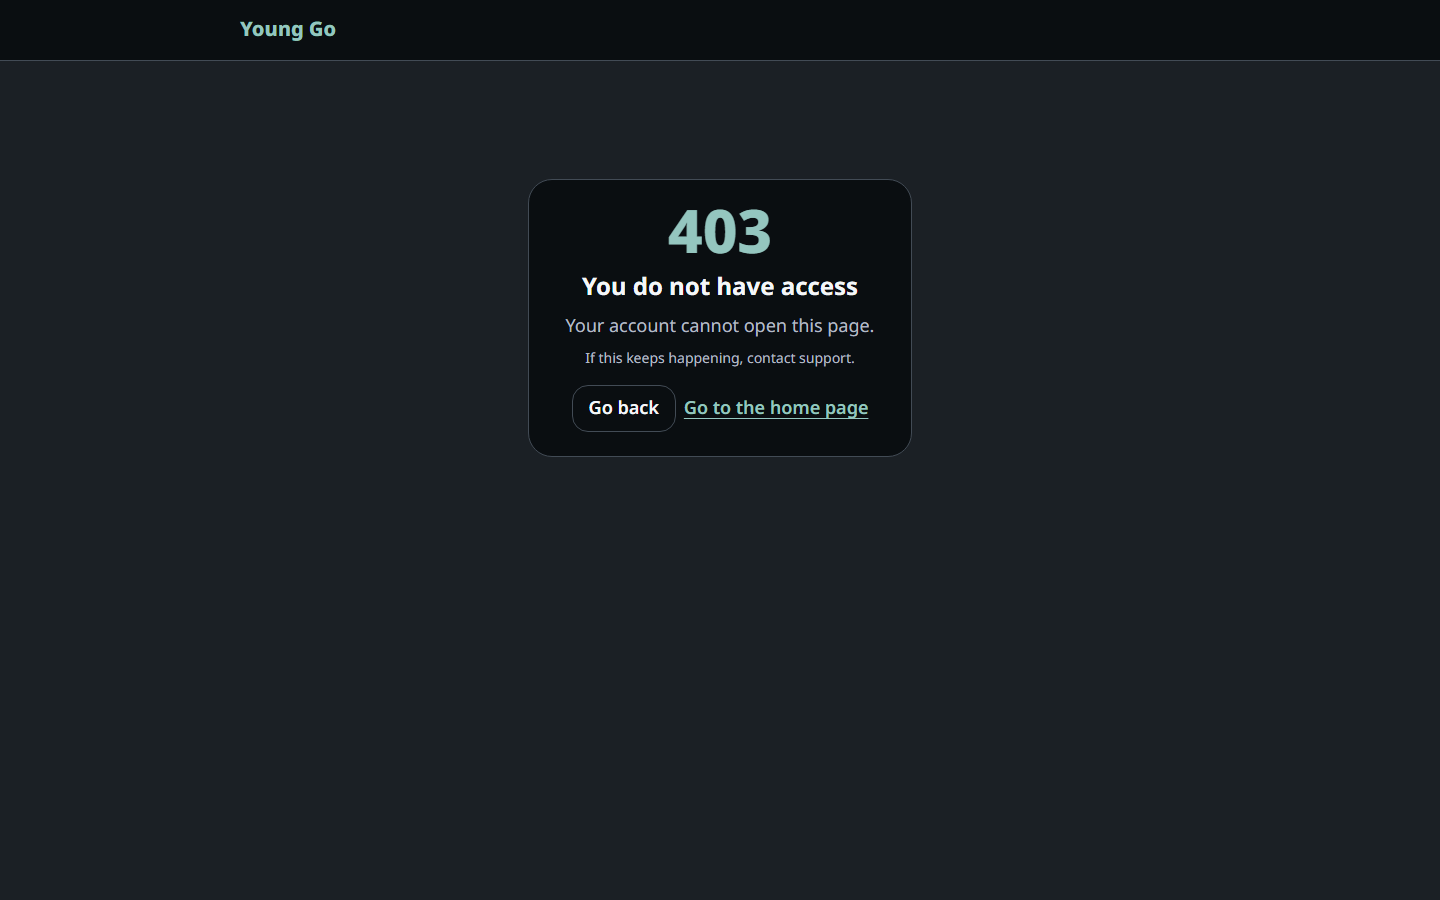 Young Go
403
You do not have access
Your account cannot open this page.
If this keeps happening, contact support.
Go back Go to the home page